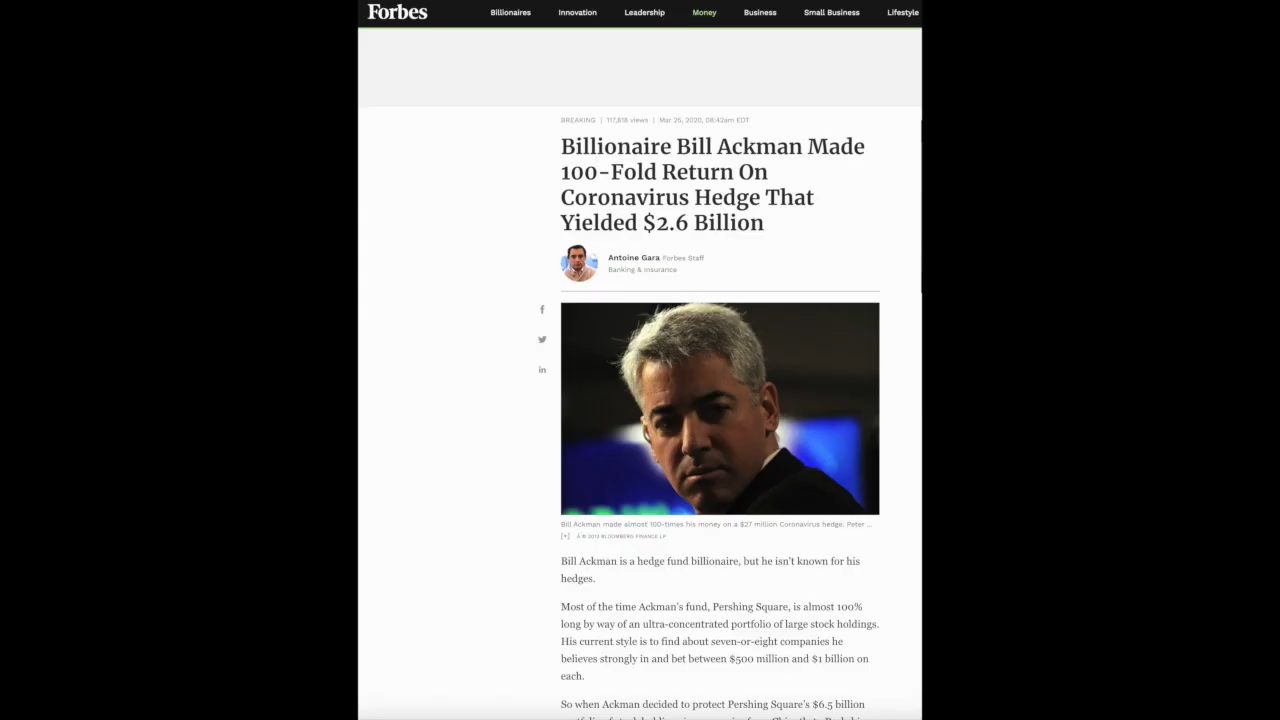 Forbes
Billionaires Innovation Leadership Money Business Small Business Lifestyle
BREAKING | 117,818 views | Mar 25, 2020, 08:42am EDT
Billionaire Bill Ackman Made
100-Fold Return On
Coronavirus Hedge That
Yielded $2.6 Billion
Antoine Gara Forbes Staff
Banking & Insurance
f
in
Bill Ackman made almost 100-times his money on a $27 million Coronavirus hedge. Peter ...
[+] Â © 2013 BLOOMBERG FINANCE LP
Bill Ackman is a hedge fund billionaire, but he isn't known for his
hedges.
Most of the time Ackman's fund, Pershing Square, is almost 100%
long by way of an ultra-concentrated portfolio of large stock holdings.
His current style is to find about seven-or-eight companies he
believes strongly in and bet between $500 million and $1 billion on
each.
So when Ackman decided to protect Pershing Square's $6.5 billion